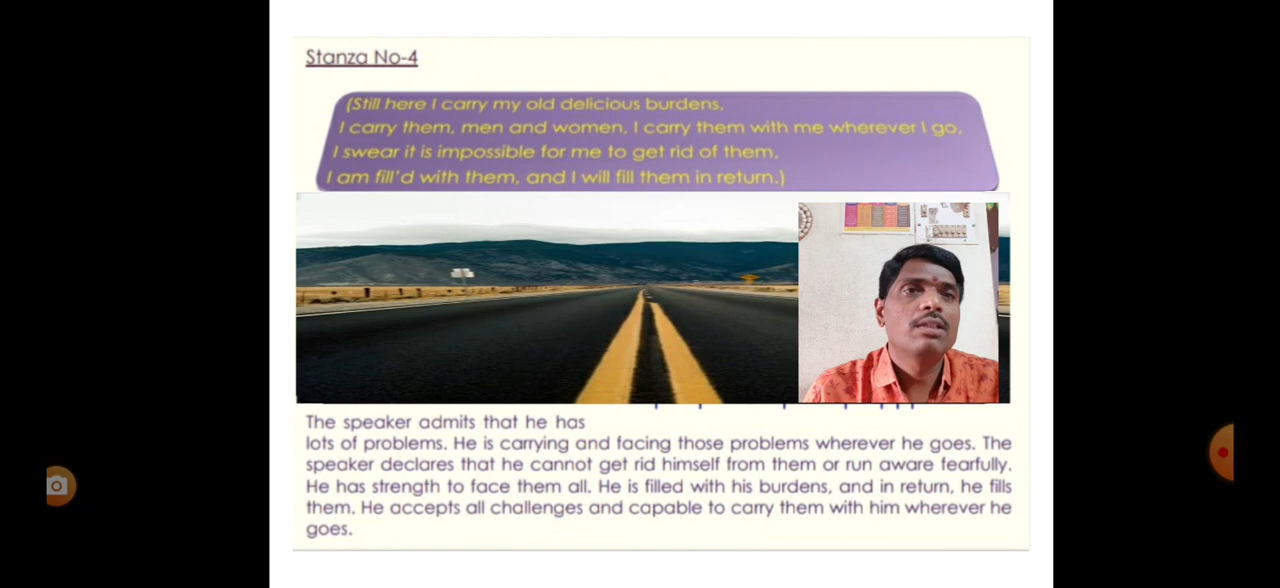 Stanza No-4
(Still here I carry my old delicious burdens,
I carry them, men and women, I carry them with me wherever I go,
I swear it is impossible for me to get rid of them,
I am fill'd with them, and I will fill them in return.)
The speaker admits that he has
lots of problems. He is carrying and facing those problems wherever he goes. The
speaker declares that he cannot get rid himself from them or run aware fearfully.
He has strength to face them all. He is filled with his burdens, and in return, he fills
them. He accepts all challenges and capable to carry them with him wherever he
goes.